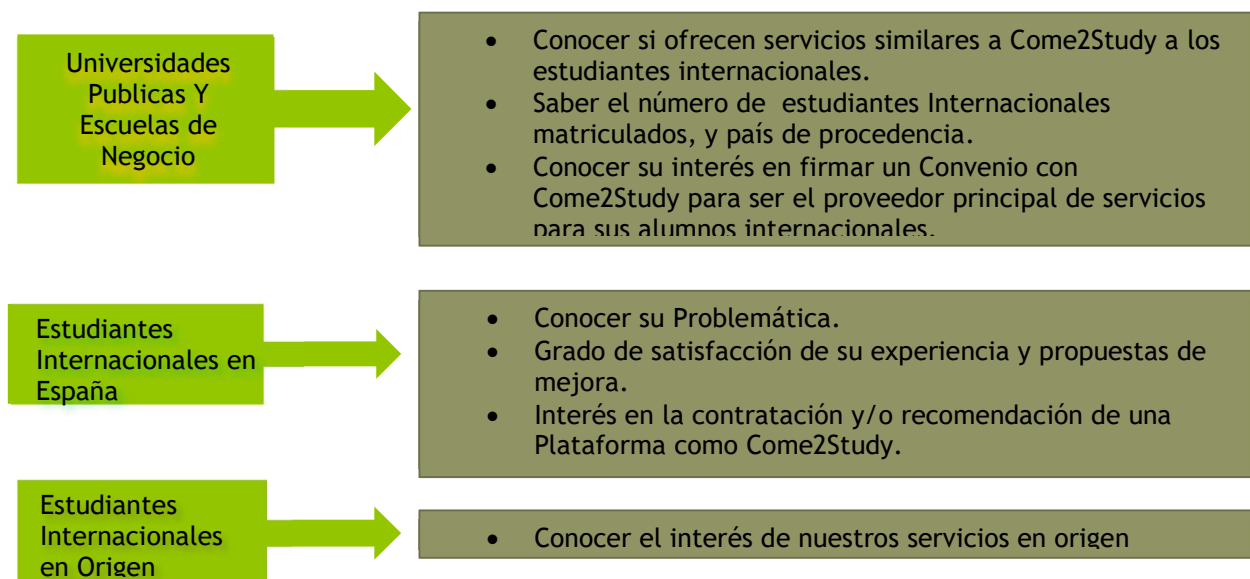 Universidades
Publicas Y
Escuelas de
Negocio
• Conocer si ofrecen servicios similares a Come2Study a los
estudiantes internacionales.
• Saber el número de estudiantes Internacionales
matriculados, y país de procedencia.
• Conocer su interés en firmar un Convenio con
Come2Study para ser el proveedor principal de servicios
para sus alumnos internacionales.
Estudiantes
Internacionales en
España
• Conocer su Problemática.
• Grado de satisfacción de su experiencia y propuestas de
mejora.
• Interés en la contratación y/o recomendación de una
Plataforma como Come2Study.
Estudiantes
Internacionales
en Origen
• Conocer el interés de nuestros servicios en origen